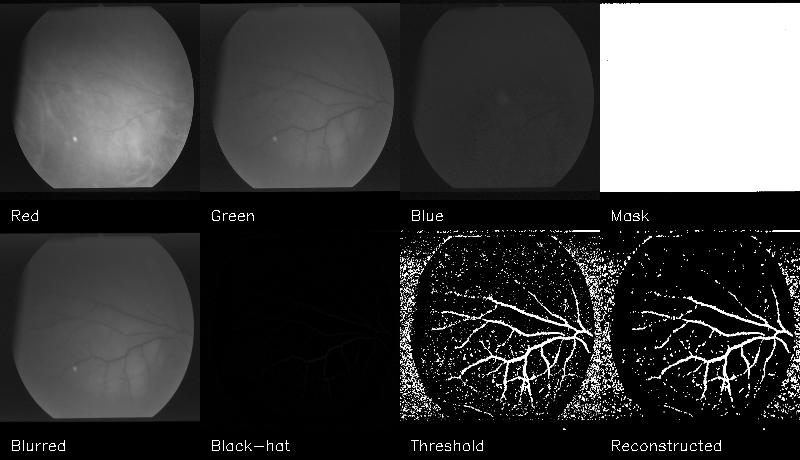 Red
Green
Blue
Mask
Blurred
Black-hat
Threshold
Reconstructed